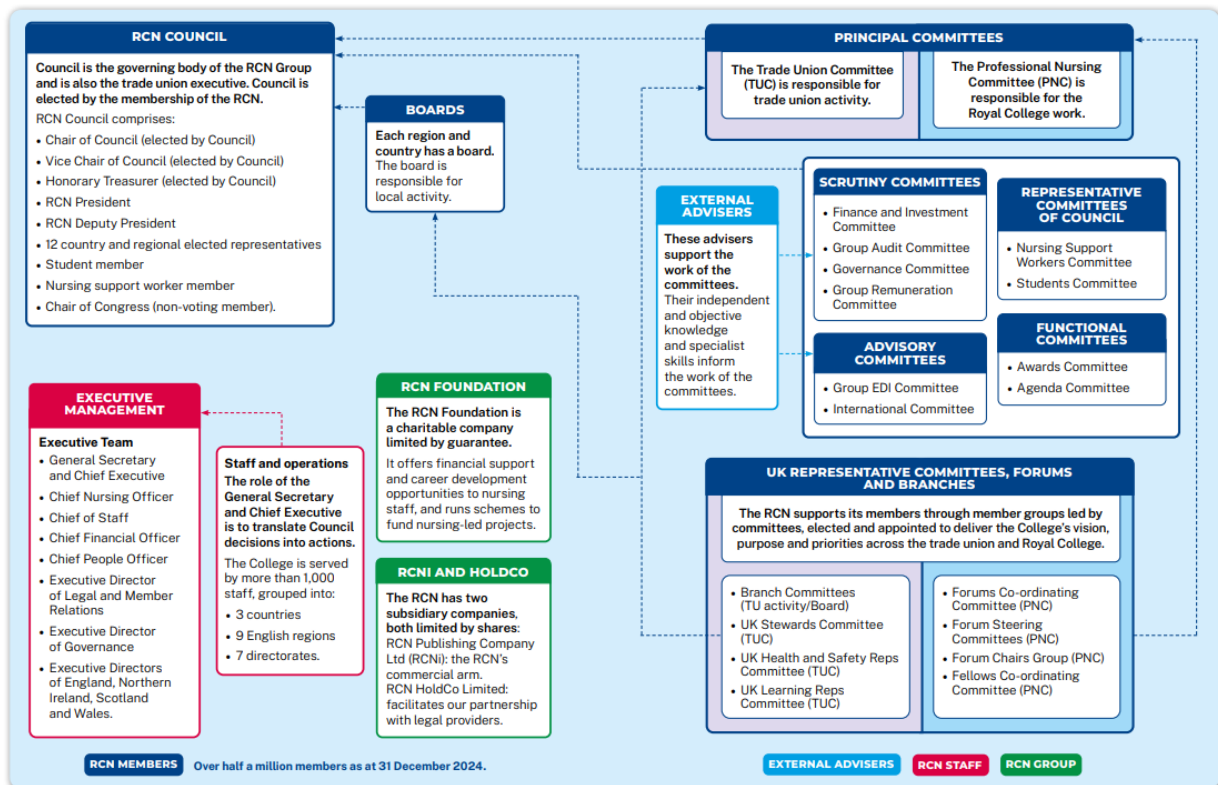 RCN COUNCIL
Council is the governing body of the RCN Group
and is also the trade union executive. Council is
elected by the membership of the RCN.
RCN Council comprises:
• Chair of Council (elected by Council)
• Vice Chair of Council (elected by Council)
• Honorary Treasurer (elected by Council)
• RCN President
• RCN Deputy President
• 12 country and regional elected representatives
• Student member
• Nursing support worker member
• Chair of Congress (non-voting member).
BOARDS
Each region and
country has a board.
The board is
responsible for
local activity.
PRINCIPAL COMMITTEES
The Trade Union Committee
(TUC) is responsible for
trade union activity.
The Professional Nursing
Committee (PNC) is
responsible for the
Royal College work.
EXTERNAL
ADVISERS
These advisers
support the
work of the
committees.
Their independent
and objective
knowledge
and specialist
skills inform
the work of the
committees.
SCRUTINY COMMITTEES
• Finance and Investment
Committee
• Group Audit Committee
• Governance Committee
• Group Remuneration
Committee
REPRESENTATIVE
COMMITTEES
OF COUNCIL
• Nursing Support
Workers Committee
• Students Committee
ADVISORY
COMMITTEES
• Group EDI Committee
• International Committee
FUNCTIONAL
COMMITTEES
• Awards Committee
• Agenda Committee
EXECUTIVE
MANAGEMENT
Executive Team
• General Secretary
and Chief Executive
• Chief Nursing Officer
• Chief of Staff
• Chief Financial Officer
• Chief People Officer
• Executive Director
of Legal and Member
Relations
• Executive Director
of Governance
• Executive Directors
of England, Northern
Ireland, Scotland
and Wales.
Staff and operations
The role of the
General Secretary
and Chief Executive
is to translate Council
decisions into actions.
The College is served
by more than 1,000
staff, grouped into:
• 3 countries
• 9 English regions
• 7 directorates.
RCN FOUNDATION
The RCN Foundation is
a charitable company
limited by guarantee.
It offers financial support
and career development
opportunities to nursing
staff, and runs schemes to
fund nursing-led projects.
RCNI AND HOLDCO
The RCN has two
subsidiary companies,
both limited by shares:
RCN Publishing Company
Ltd (RCNi): the RCN's
commercial arm.
RCN HoldCo Limited:
facilitates our partnership
with legal providers.
UK REPRESENTATIVE COMMITTEES, FORUMS
AND BRANCHES
The RCN supports its members through member groups led by
committees, elected and appointed to deliver the College's vision,
purpose and priorities across the trade union and Royal College.
• Branch Committees
(TU activity/Board)
• UK Stewards Committee
(TUC)
• UK Health and Safety Reps
Committee (TUC)
• UK Learning Reps
Committee (TUC)
• Forums Co-ordinating
Committee (PNC)
• Forum Steering
Committees (PNC)
• Forum Chairs Group (PNC)
• Fellows Co-ordinating
Committee (PNC)
RCN MEMBERS
Over half a million members as at 31 December 2024.
EXTERNAL ADVISERS
RCN STAFF
RCN GROUP